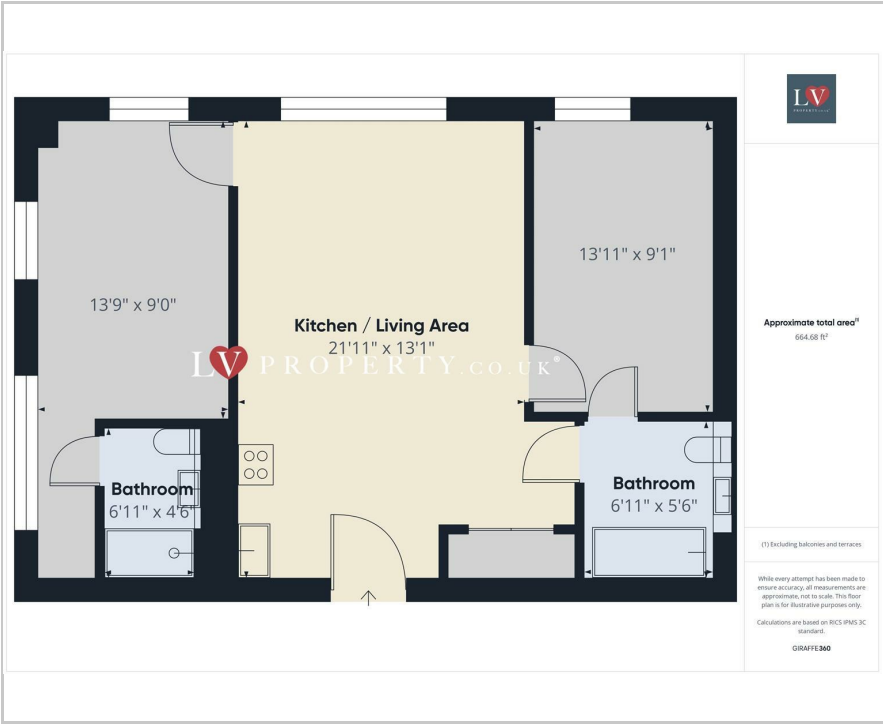 LV
PROPERTY.CO.UK
13'9" x 9'0"
Kitchen / Living Area
21'11" x 13'1"
13'11" x 9'1"
LV PROPERTY.CO.UK®
Bathroom
6'11" x 4'6"
Bathroom
6'11" x 5'6"
Approximate total area⁽¹⁾
664.68 ft²
(1) Excluding balconies and terraces
While every attempt has been made to
ensure accuracy, all measurements are
approximate, not to scale. This floor
plan is for illustrative purposes only.
Calculations are based on RICS IPMS 3C
standard.
GIRAFFE360